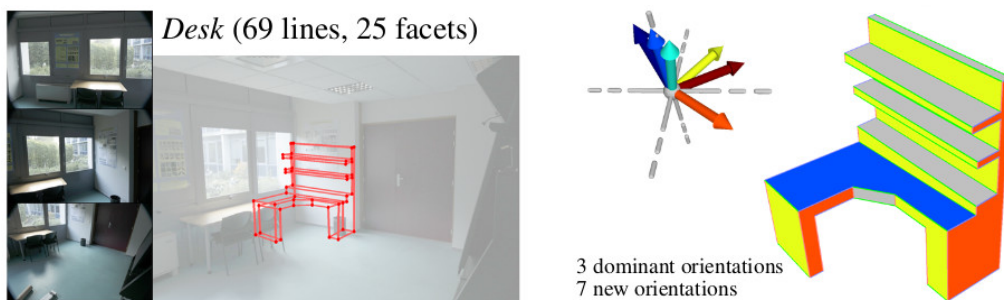 Desk (69 lines, 25 facets)
3 dominant orientations
7 new orientations